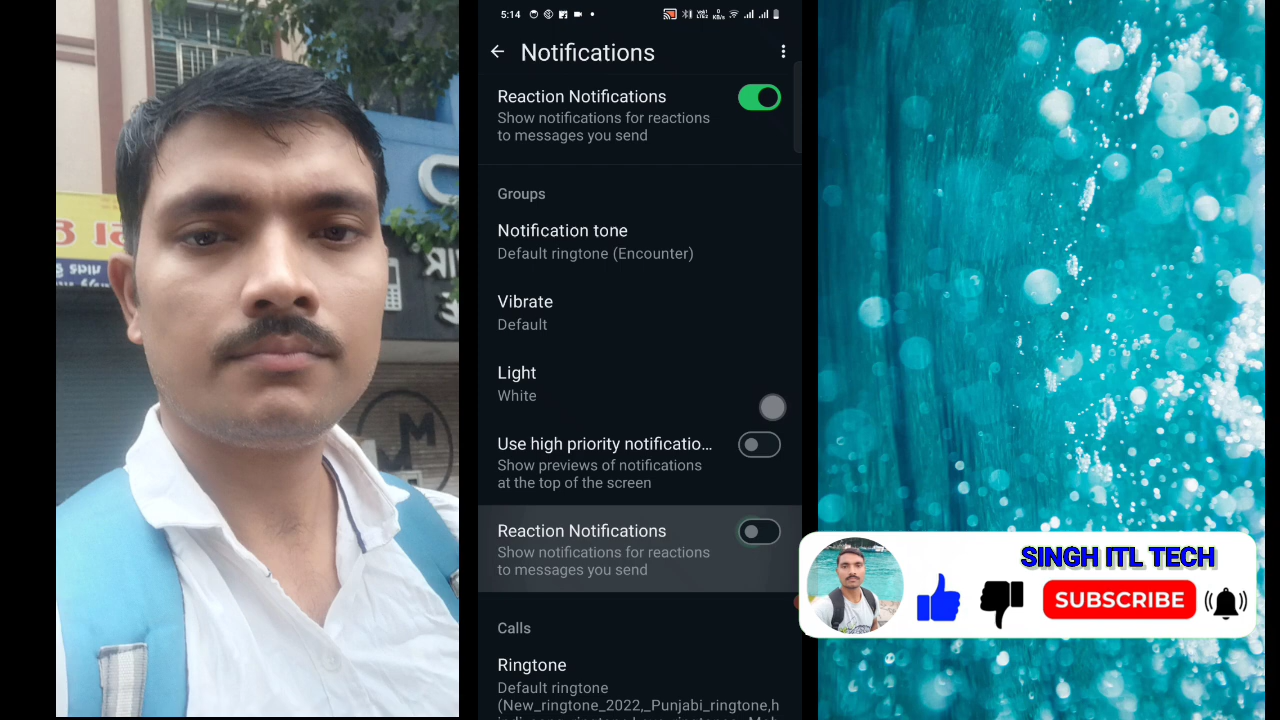 5:14
Notifications
Reaction Notifications
Show notifications for reactions
to messages you send
Groups
Notification tone
Default ringtone (Encounter)
Vibrate
Default
Light
White
Use high priority notificatio...
Show previews of notifications
at the top of the screen
Reaction Notifications
Show notifications for reactions
to messages you send
Calls
Ringtone
Default ringtone
(New_ringtone_2022,_Punjabi_ringtone,h
M
SINGH ITL TECH
SUBSCRIBE